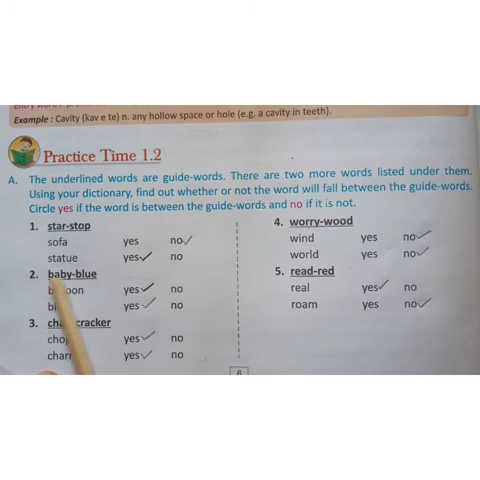 Example : Cavity (kav e te) n. any hollow space or hole (e.g. a cavity in teeth).
Practice Time 1.2
A. The underlined words are guide-words. There are two more words listed under them.
Using your dictionary, find out whether or not the word will fall between the guide-words.
Circle yes if the word is between the guide-words and no if it is not.
1. star-stop
sofa yes no
statue yes no
2. baby-blue
yes no
yes no
3. cracker
yes no
yes no
4. worry-wood
wind yes no
world yes no
5. read-red
real yes no
roam yes no
6